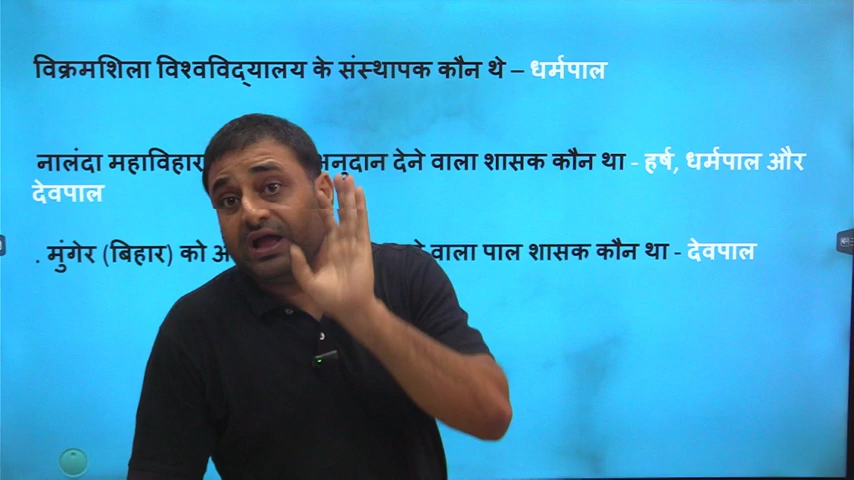 विक्रमशिला विश्वविद्यालय के संस्थापक कौन थे – धर्मपाल
नालंदा महाविहार अनुदान देने वाला शासक कौन था - हर्ष, धर्मपाल और
देवपाल
. मुंगेर (बिहार) को वाला पाल शासक कौन था - देवपाल